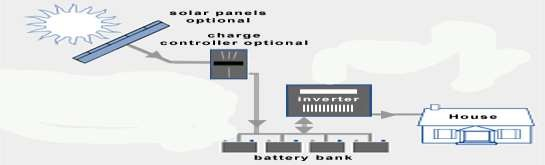 solar panels
optional
charge
controller optional
inverter
House
battery bank